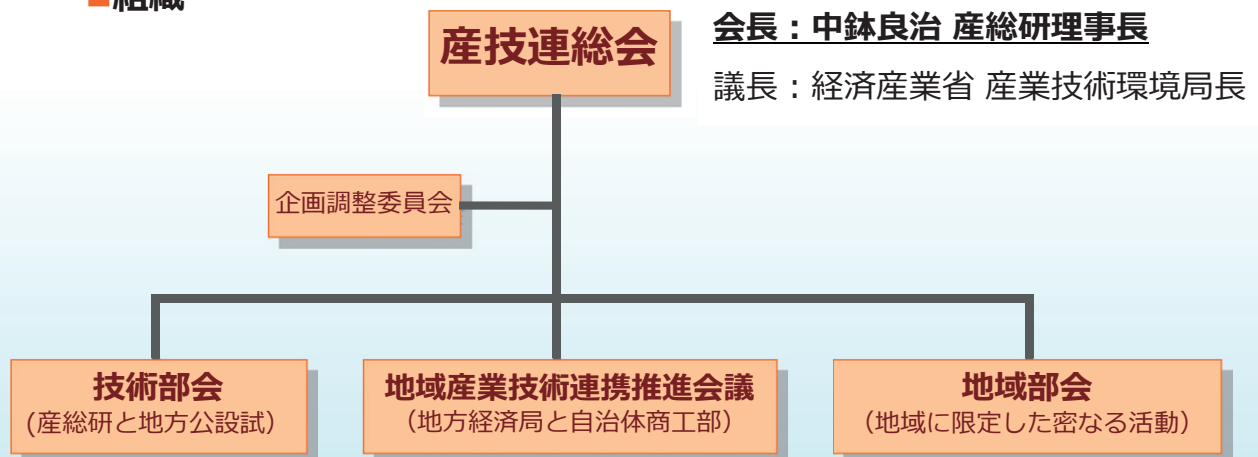 ■組織
産技連総会
会長：中鉢良治 産総研理事長
議長：経済産業省 産業技術環境局長
企画調整委員会
技術部会
(産総研と地方公設試）
地域産業技術連携推進会議
（地方経済局と自治体商工部）
地域部会
（地域に限定した密なる活動）